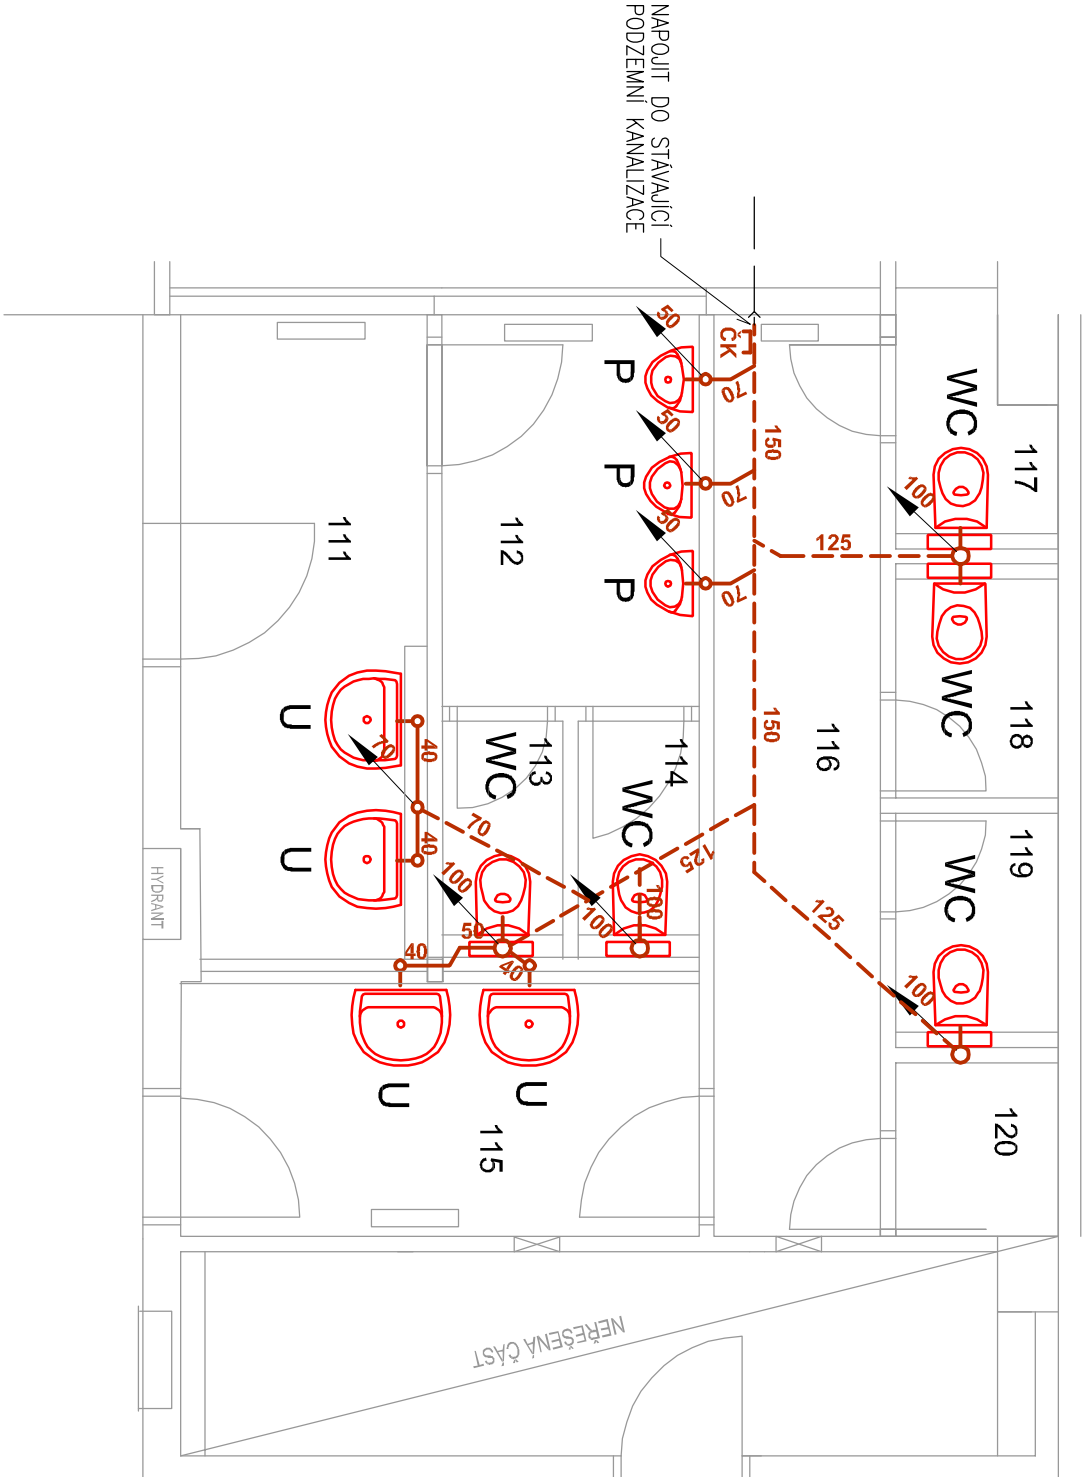 NAPOJIT DO STÁVAJÍCÍ
PODZEMNÍ KANALIZACE
ČK
50
70
P
50
70
P
50
70
P
150
150
125
100
WC
117
WC
118
116
119
WC
125
100
120
111
112
113
WC
114
WC
125
100
100
100
70
70
40
40
U
U
50
40
40
U
U
115
HYDRANT
NEŘEŠENÁ ČÁST